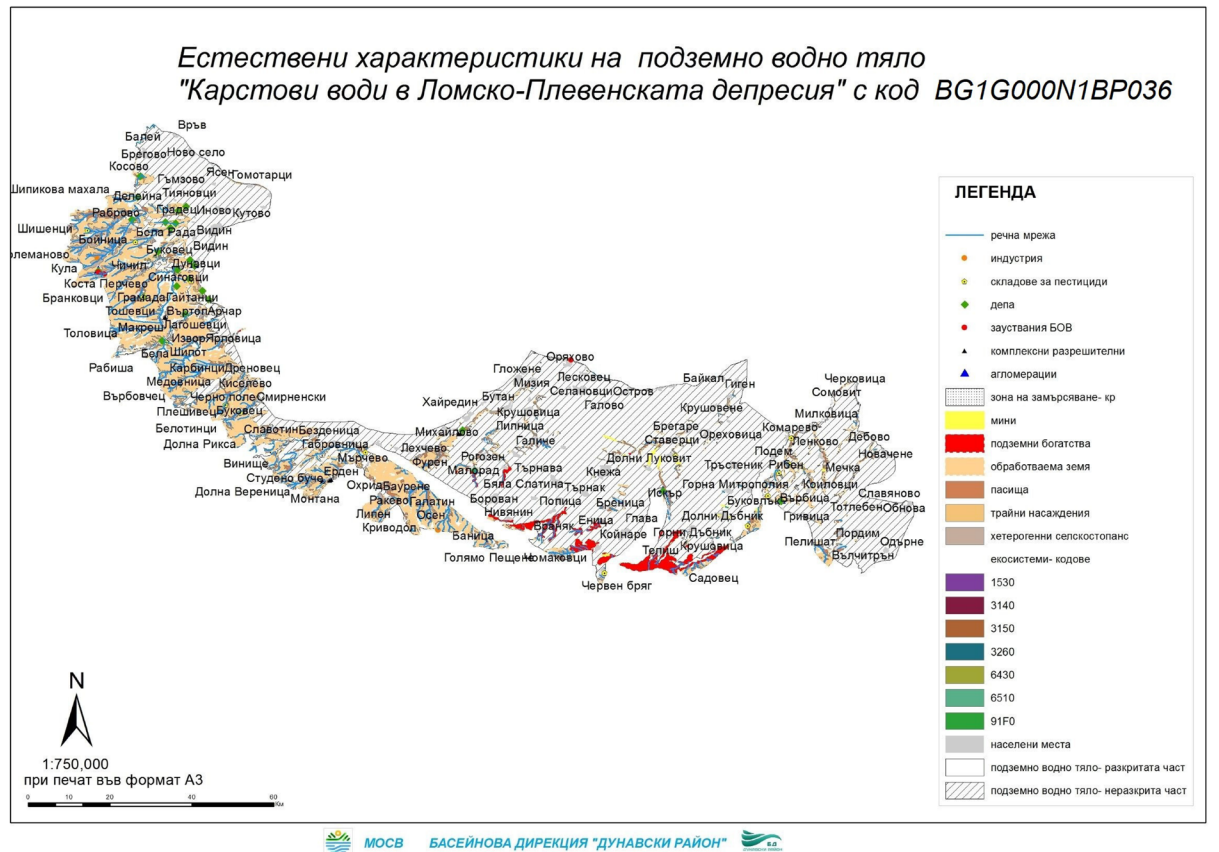 Естествени характеристики на подземно водно тяло
"Карстови води в Ломско-Плевенската депресия" с код BG1G000N1BP036
Връв
Балей
Брегово Ново село
Косово
Ясен Гомотарци
Гъмзово
Шипикова махала
Делейна Тияновци
Раброво Градец Иново Кутово
Шишенци
Бойница Бела Рада Видин
Буковец Видин
олеманово
Кула Чичил Дунавци
Коста Перчево Синаговци
Бранковци Грамада Гайтанци
Тошевци Въртоп Арчар
Макреш Лагошевци
Толовица Извор Ярловица
Бела Шипот
Рабиша Карбинци Дреновец
Медовница Киселево
Върбовчец Черно поле Смирненски
Плешивец Буковец
Белотинци Славотин Безденица
Долна Рикса Габровница
Мърчево
Винище Ерден
Студено буче Охрид Баурене
Долна Вереница Ракево Галатин
Монтана Липен Осен
Криводол Баница
Голямо Пещене
Оряхово
Гложене
Лесковец
Мизия
Селановци Остров
Бутан
Хайредин Галово
Крушовица
Михайлово Липница
Галине
Лехчево
Фурен Рогозен
Малорад Търнава
Бяла Слатина
Борован Попица
Нивянин
Враняк
Чомаковци
Байкал
Гиген
Крушовене
Брегаре
Ставерци Ореховица
Долни Луковит
Кнежа
Търнак Искър
Бреница
Еница Глава
Койнаре
Червен бряг
Черковица
Сомовит
Милковица
Комарево
Ленково Дебово
Подем Новачене
Тръстеник Рибен Мечка
Горна Митрополия Коиловци
Буковлък Върбица Славяново
Тотлебен Обнова
Долни Дъбник Гривица
Горни Дъбник Пордим
Телиш Крушовица Пелишат Одърне
Вълчитрън
Садовец
ЛЕГЕНДА
речна мрежа
индустрия
складове за пестициди
депа
зауствания БОВ
комплексни разрешителни
агломерации
зона на замърсяване- кр
мини
подземни богатства
обработваема земя
пасища
трайни насаждения
хетерогенни селскостопанс
екосистеми- кодове
1530
3140
3150
3260
6430
6510
91F0
населени места
подземно водно тяло- разкритата част
подземно водно тяло- неразкрита част
N
1:750,000
при печат във формат А3
0 10 20 40 60
Км
МОСВ БАСЕЙНОВА ДИРЕКЦИЯ "ДУНАВСКИ РАЙОН"